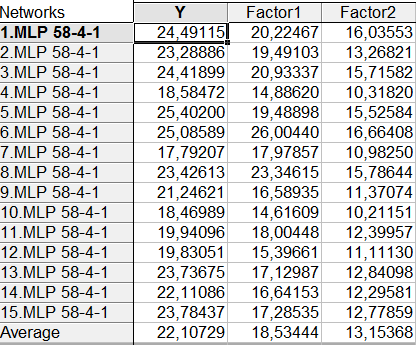 Networks Y Factor1 Factor2
1.MLP 58-4-1 24,49115 20,22467 16,03553
2.MLP 58-4-1 23,28886 19,49103 13,26821
3.MLP 58-4-1 24,41899 20,93337 15,71582
4.MLP 58-4-1 18,58472 14,88620 10,31820
5.MLP 58-4-1 25,40200 19,48898 15,52584
6.MLP 58-4-1 25,08589 26,00440 16,66408
7.MLP 58-4-1 17,79207 17,97857 10,98250
8.MLP 58-4-1 23,42613 23,34615 15,78644
9.MLP 58-4-1 21,24621 16,58935 11,37074
10.MLP 58-4-1 18,46989 14,61609 10,21151
11.MLP 58-4-1 19,94096 18,00448 12,39957
12.MLP 58-4-1 19,83051 15,39661 11,11130
13.MLP 58-4-1 23,73675 17,12987 12,84098
14.MLP 58-4-1 22,11086 16,64153 12,29581
15.MLP 58-4-1 23,78437 17,28535 12,77859
Average 22,10729 18,53444 13,15368